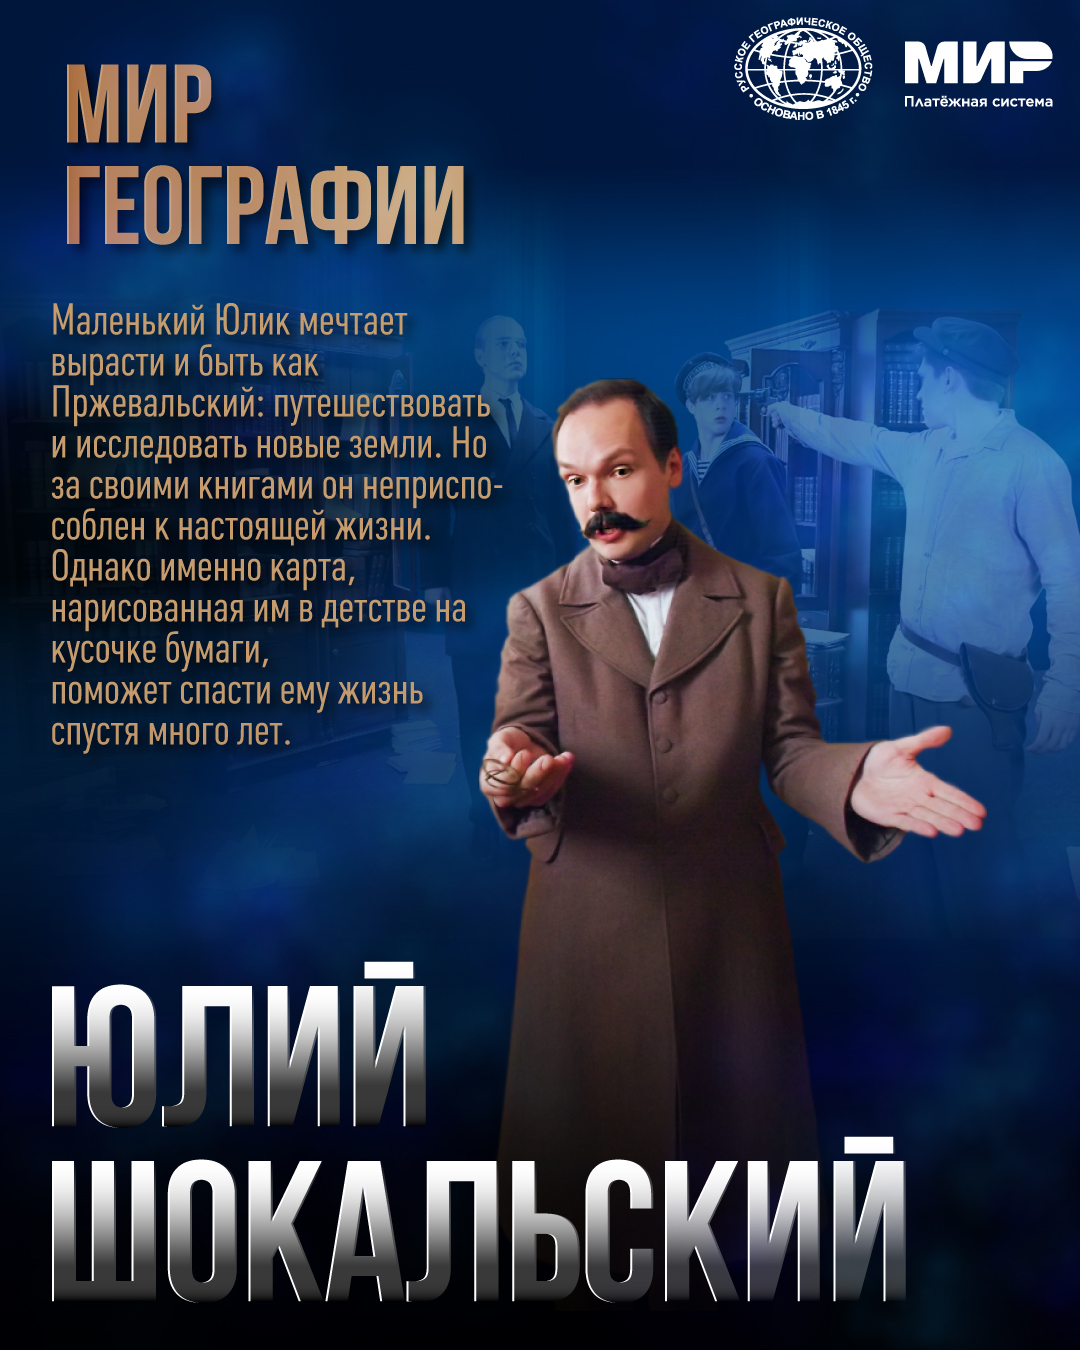 РУССКОЕ ГЕОГРАФИЧЕСКОЕ ОБЩЕСТВО
• ОСНОВАНО В 1845 г. •
МИР
Платёжная система
МИР
ГЕОГРАФИИ
Маленький Юлик мечтает
вырасти и быть как
Пржевальский: путешествовать
и исследовать новые земли. Но
за своими книгами он неприспо-
соблен к настоящей жизни.
Однако именно карта,
нарисованная им в детстве на
кусочке бумаги,
поможет спасти ему жизнь
спустя много лет.
ЮЛИЙ
ШОКАЛЬСКИЙ